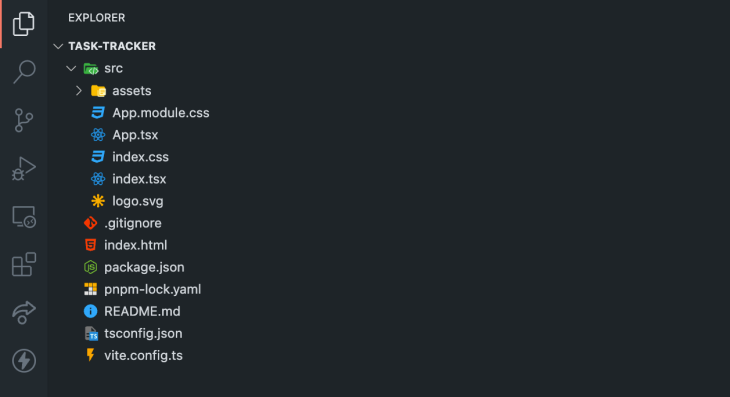 EXPLORER
TASK-TRACKER
src
assets
App.module.css
App.tsx
index.css
index.tsx
logo.svg
.gitignore
index.html
package.json
pnpm-lock.yaml
README.md
tsconfig.json
vite.config.ts